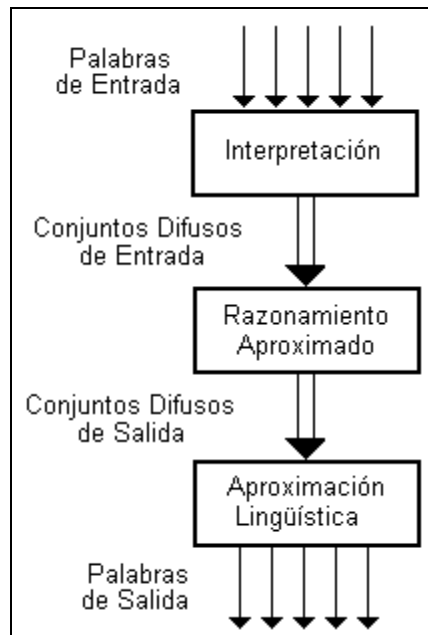 Palabras
de Entrada
Interpretación
Conjuntos Difusos
de Entrada
Razonamiento
Aproximado
Conjuntos Difusos
de Salida
Aproximación
Lingüística
Palabras
de Salida